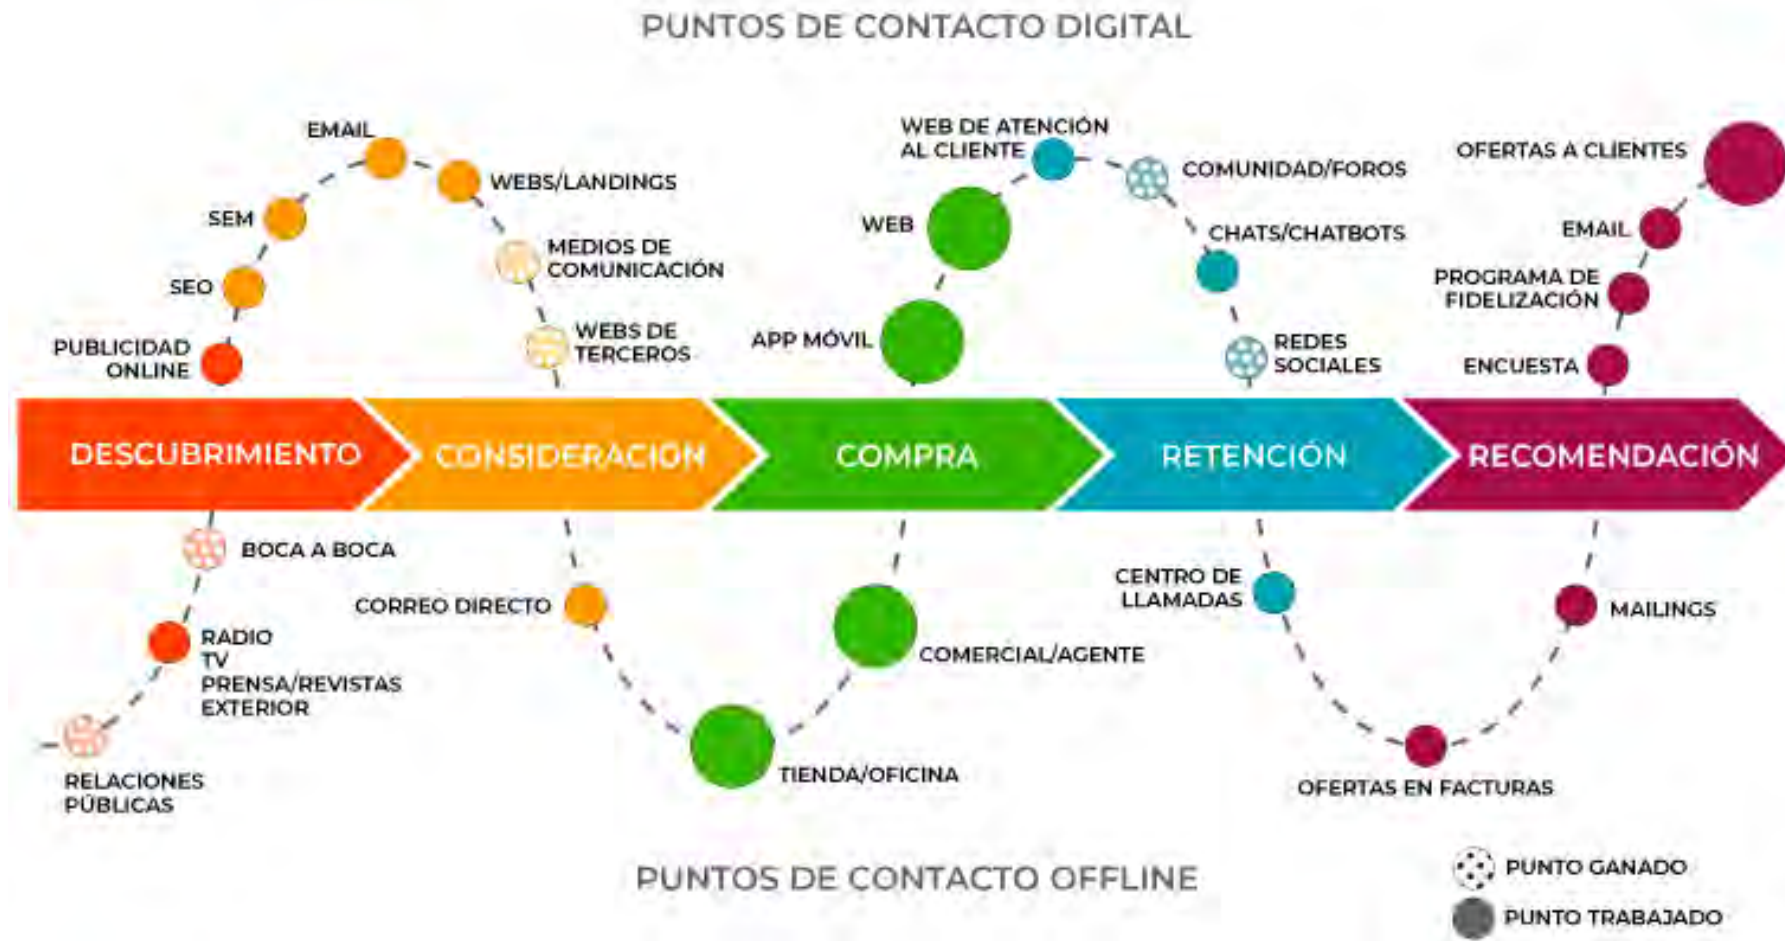 PUNTOS DE CONTACTO DIGITAL
EMAIL
WEBS/LANDINGS
SEM
MEDIOS DE
COMUNICACIÓN
SEO
WEBS DE
TERCEROS
PUBLICIDAD
ONLINE
WEB DE ATENCIÓN
AL CLIENTE
COMUNIDAD/FOROS
WEB
CHATS/CHATBOTS
APP MÓVIL
REDES
SOCIALES
OFERTAS A CLIENTES
EMAIL
PROGRAMA DE
FIDELIZACIÓN
ENCUESTA
DESCUBRIMIENTO
CONSIDERACIÓN
COMPRA
RETENCIÓN
RECOMENDACIÓN
BOCA A BOCA
RADIO
TV
PRENSA/REVISTAS
EXTERIOR
RELACIONES
PÚBLICAS
CORREO DIRECTO
TIENDA/OFICINA
COMERCIAL/AGENTE
CENTRO DE
LLAMADAS
OFERTAS EN FACTURAS
MAILINGS
PUNTOS DE CONTACTO OFFLINE
PUNTO GANADO
PUNTO TRABAJADO